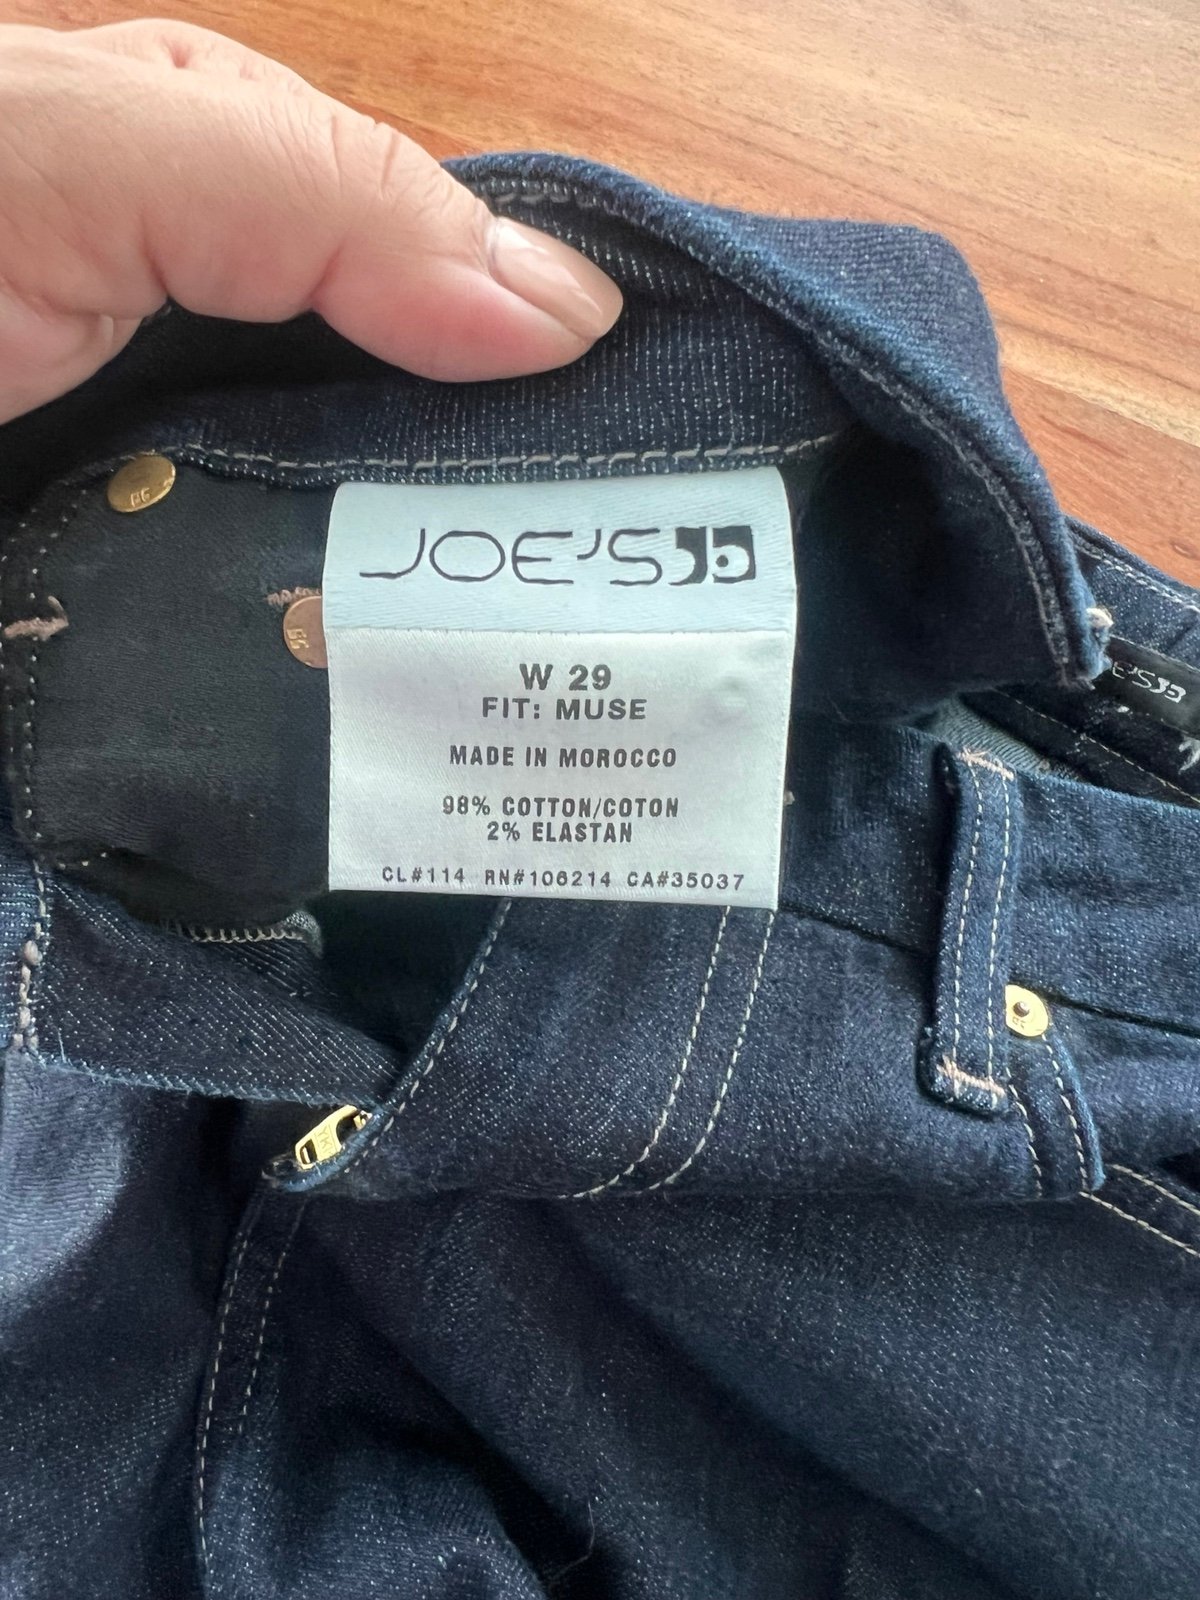 JOE'S
W 29
FIT: MUSE
MADE IN MOROCCO
98% COTTON/COTON
2% ELASTAN
CL#114 RN#106214 CA#35037